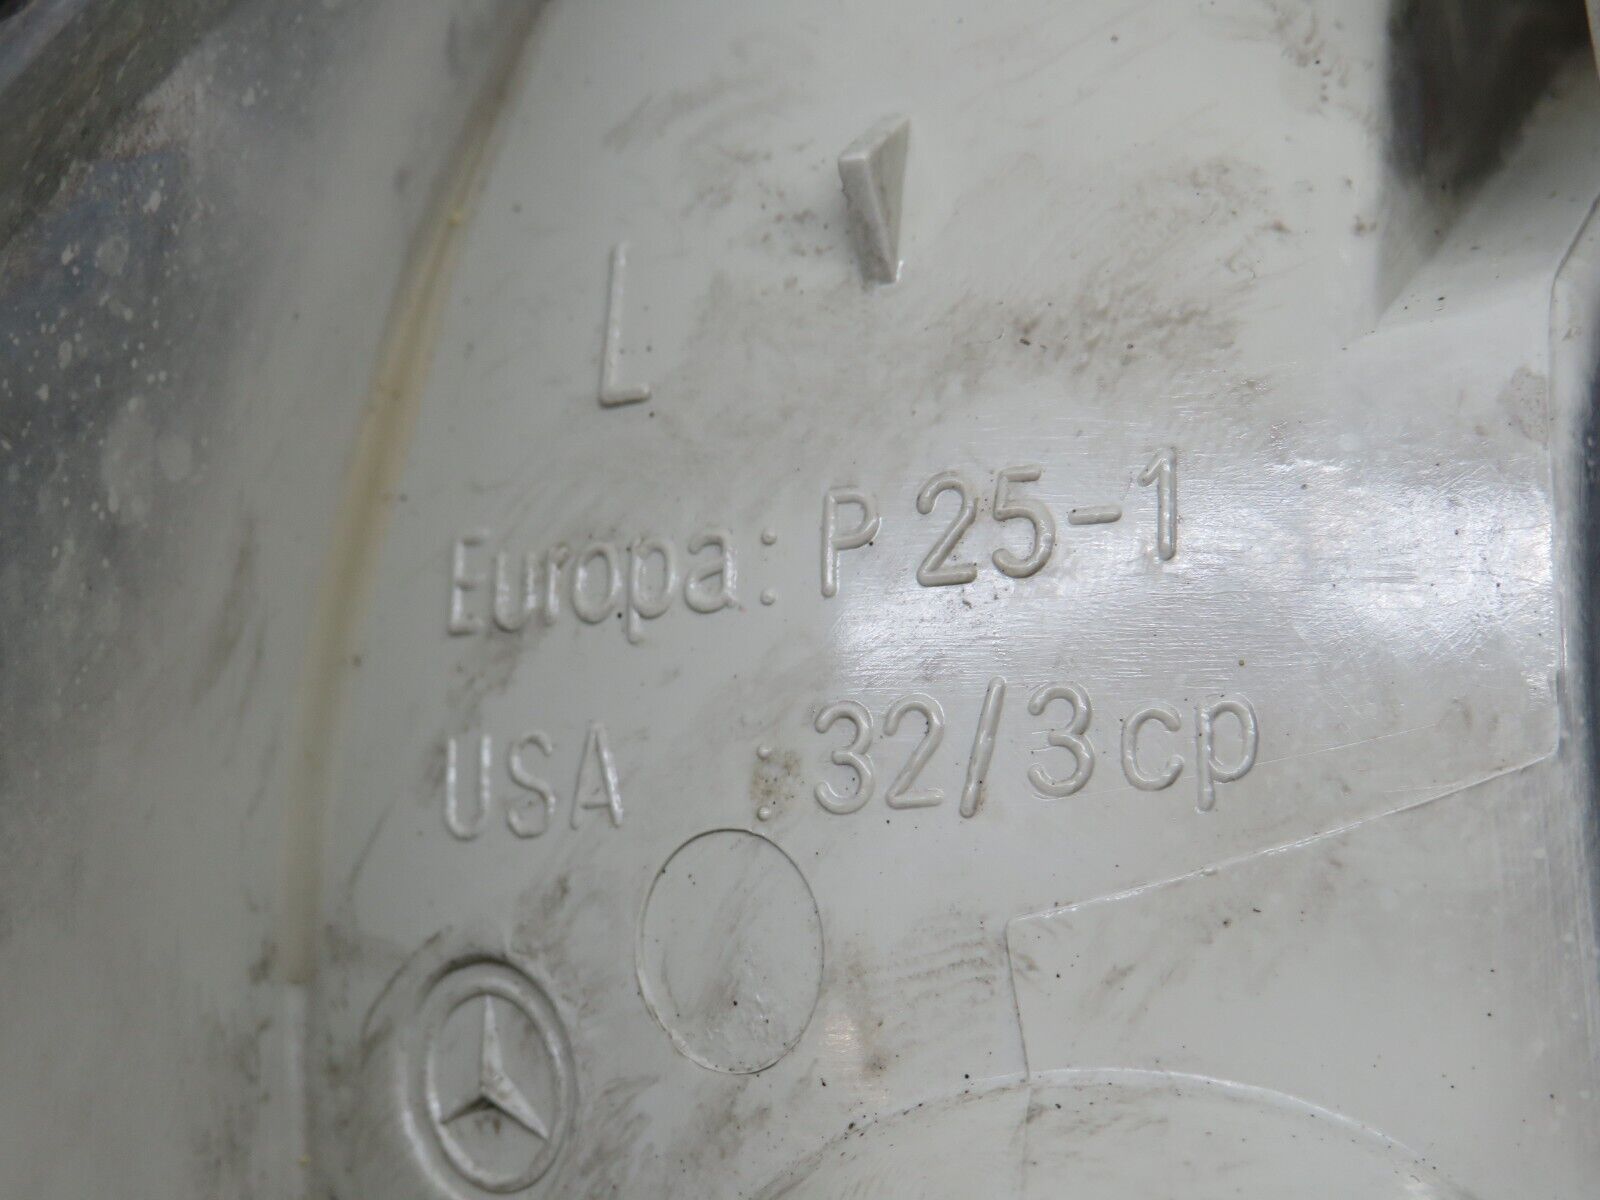 L
Europa: P 25-1
USA : 32/3cp